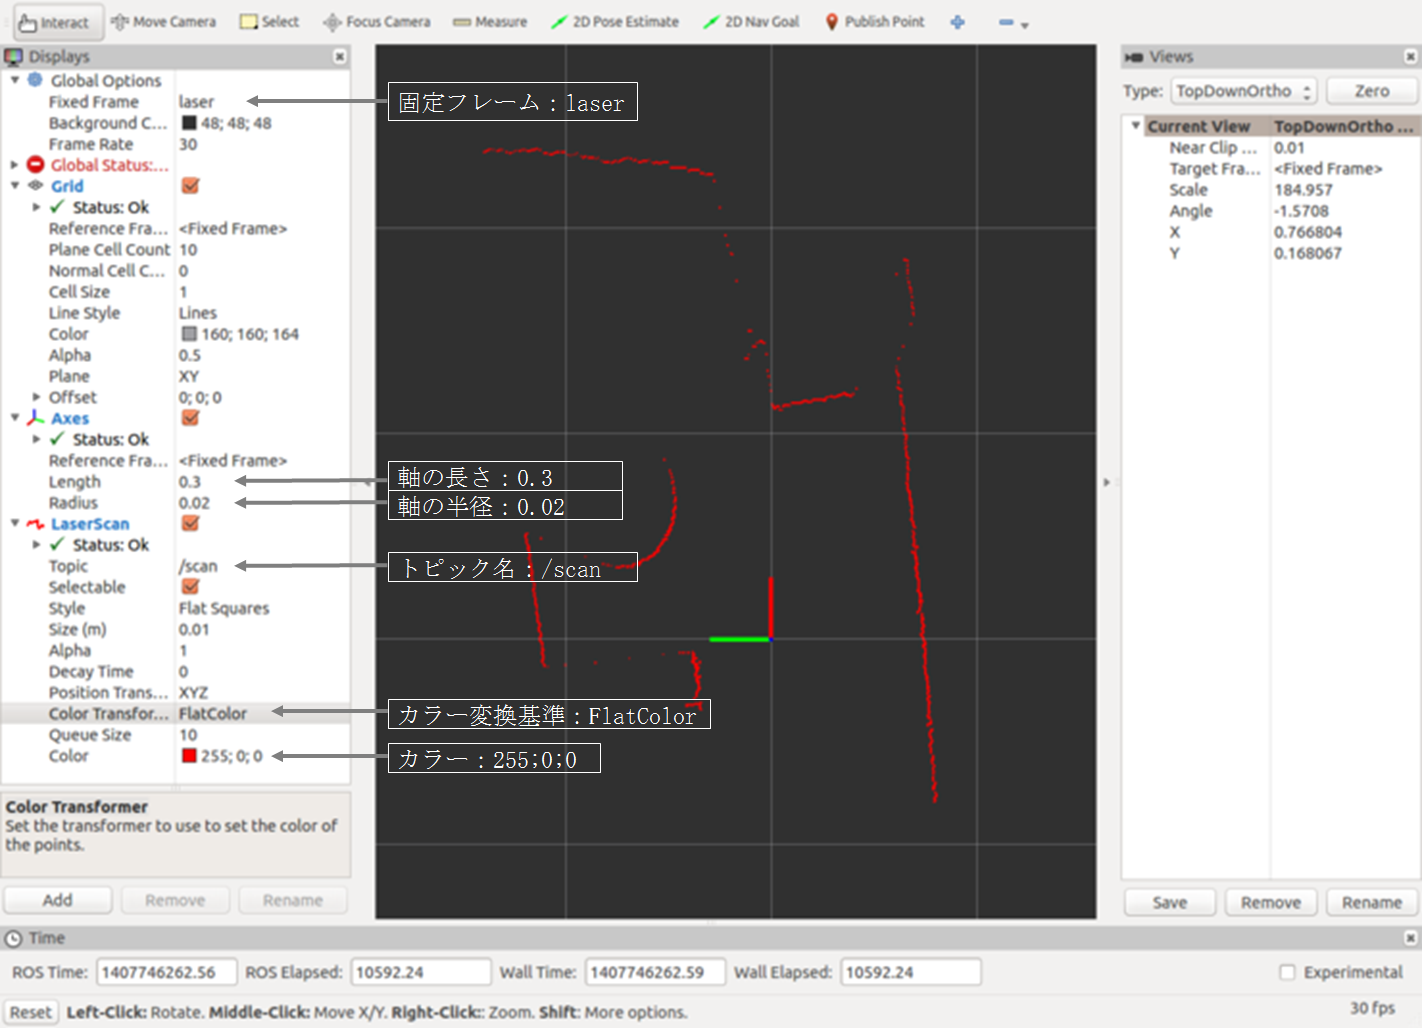 Interact Move Camera Select Focus Camera Measure 2D Pose Estimate 2D Nav Goal Publish Point
Displays
Global Options
Fixed Frame laser
Background C... 48; 48; 48
Frame Rate 30
Global Status:...
Grid
Status: Ok
Reference Fra... <Fixed Frame>
Plane Cell Count 10
Normal Cell C... 0
Cell Size 1
Line Style Lines
Color 160; 160; 164
Alpha 0.5
Plane XY
Offset 0; 0; 0
Axes
Status: Ok
Reference Fra... <Fixed Frame>
Length 0.3
Radius 0.02
LaserScan
Status: Ok
Topic /scan
Selectable
Style Flat Squares
Size (m) 0.01
Alpha 1
Decay Time 0
Position Trans... XYZ
Color Transfor... FlatColor
Queue Size 10
Color 255; 0; 0
Color Transformer
Set the transformer to use to set the color of
the points.
Add Remove Rename
固定フレーム：laser
軸の長さ：0.3
軸の半径：0.02
トピック名：/scan
カラー変換基準：FlatColor
カラー：255;0;0
Views
Type: TopDownOrtho Zero
Current View TopDownOrtho ...
Near Clip ... 0.01
Target Fra... <Fixed Frame>
Scale 184.957
Angle -1.5708
X 0.766804
Y 0.168067
Save Remove Rename
Time
ROS Time: 1407746262.56 ROS Elapsed: 10592.24 Wall Time: 1407746262.59 Wall Elapsed: 10592.24 Experimental
Reset Left-Click: Rotate. Middle-Click: Move X/Y. Right-Click:: Zoom. Shift: More options. 30 fps